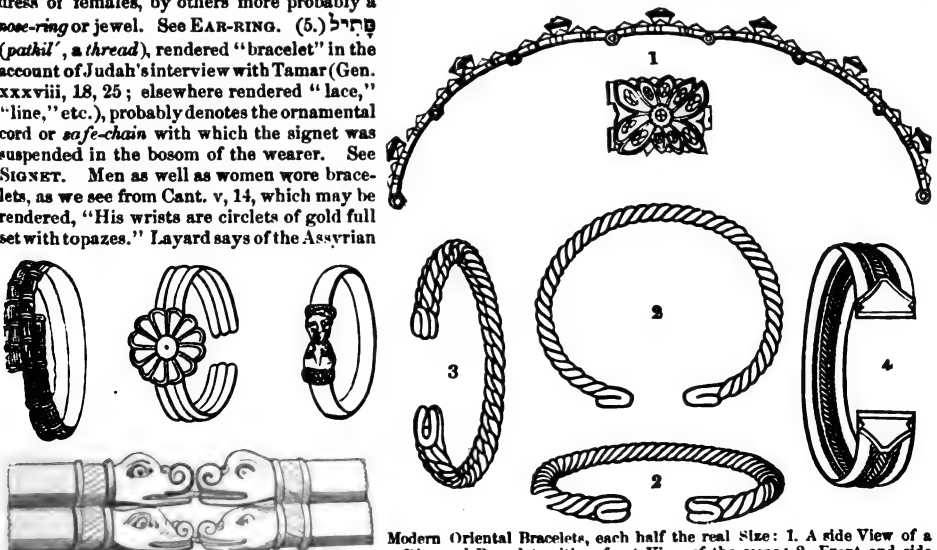 dress of females, by others more probably a
nose-ring or jewel. See EAR-RING. (5.) פָּתִיל
(pathil´, a thread), rendered "bracelet" in the
account of Judah's interview with Tamar (Gen.
xxxviii, 18, 25; elsewhere rendered "lace,"
"line," etc.), probably denotes the ornamental
cord or safe-chain with which the signet was
suspended in the bosom of the wearer. See
SIGNET. Men as well as women wore brace-
lets, as we see from Cant. v, 14, which may be
rendered, "His wrists are circlets of gold full
set with topazes." Layard says of the Assyrian
1
2
3
4
2
Modern Oriental Bracelets, each half the real Size: 1. A side View of a